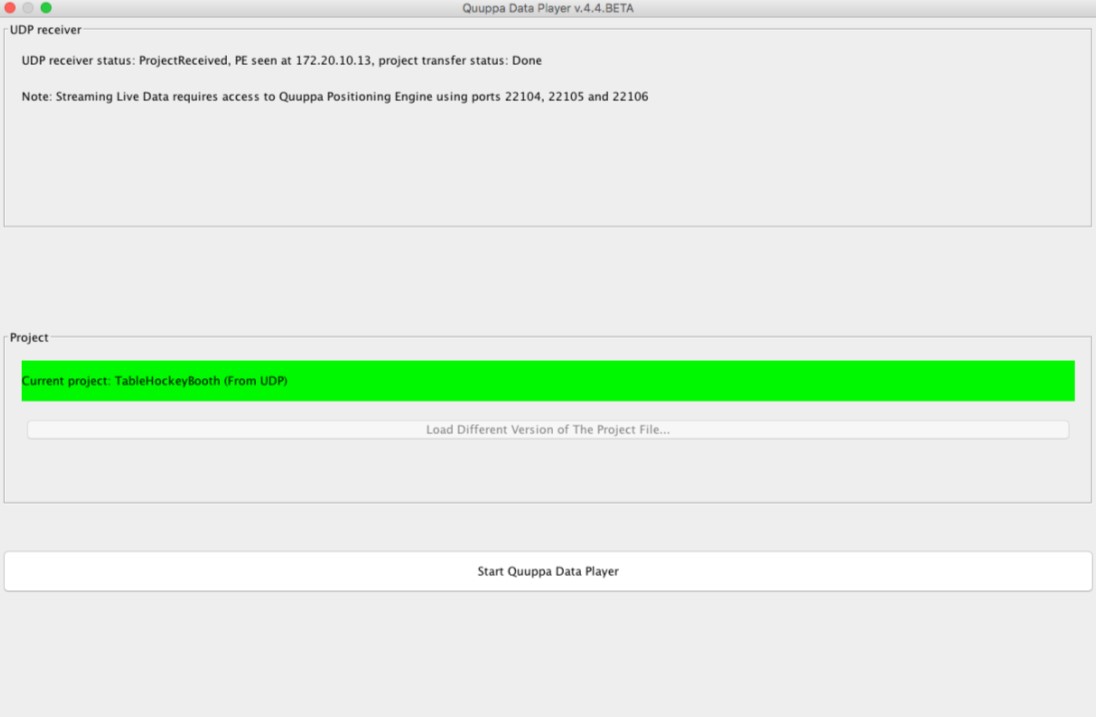 Quuppa Data Player v.4.4.BETA
UDP receiver
UDP receiver status: ProjectReceived, PE seen at 172.20.10.13, project transfer status: Done
Note: Streaming Live Data requires access to Quuppa Positioning Engine using ports 22104, 22105 and 22106
Project
Current project: TableHockeyBooth (From UDP)
Load Different Version of The Project File...
Start Quuppa Data Player